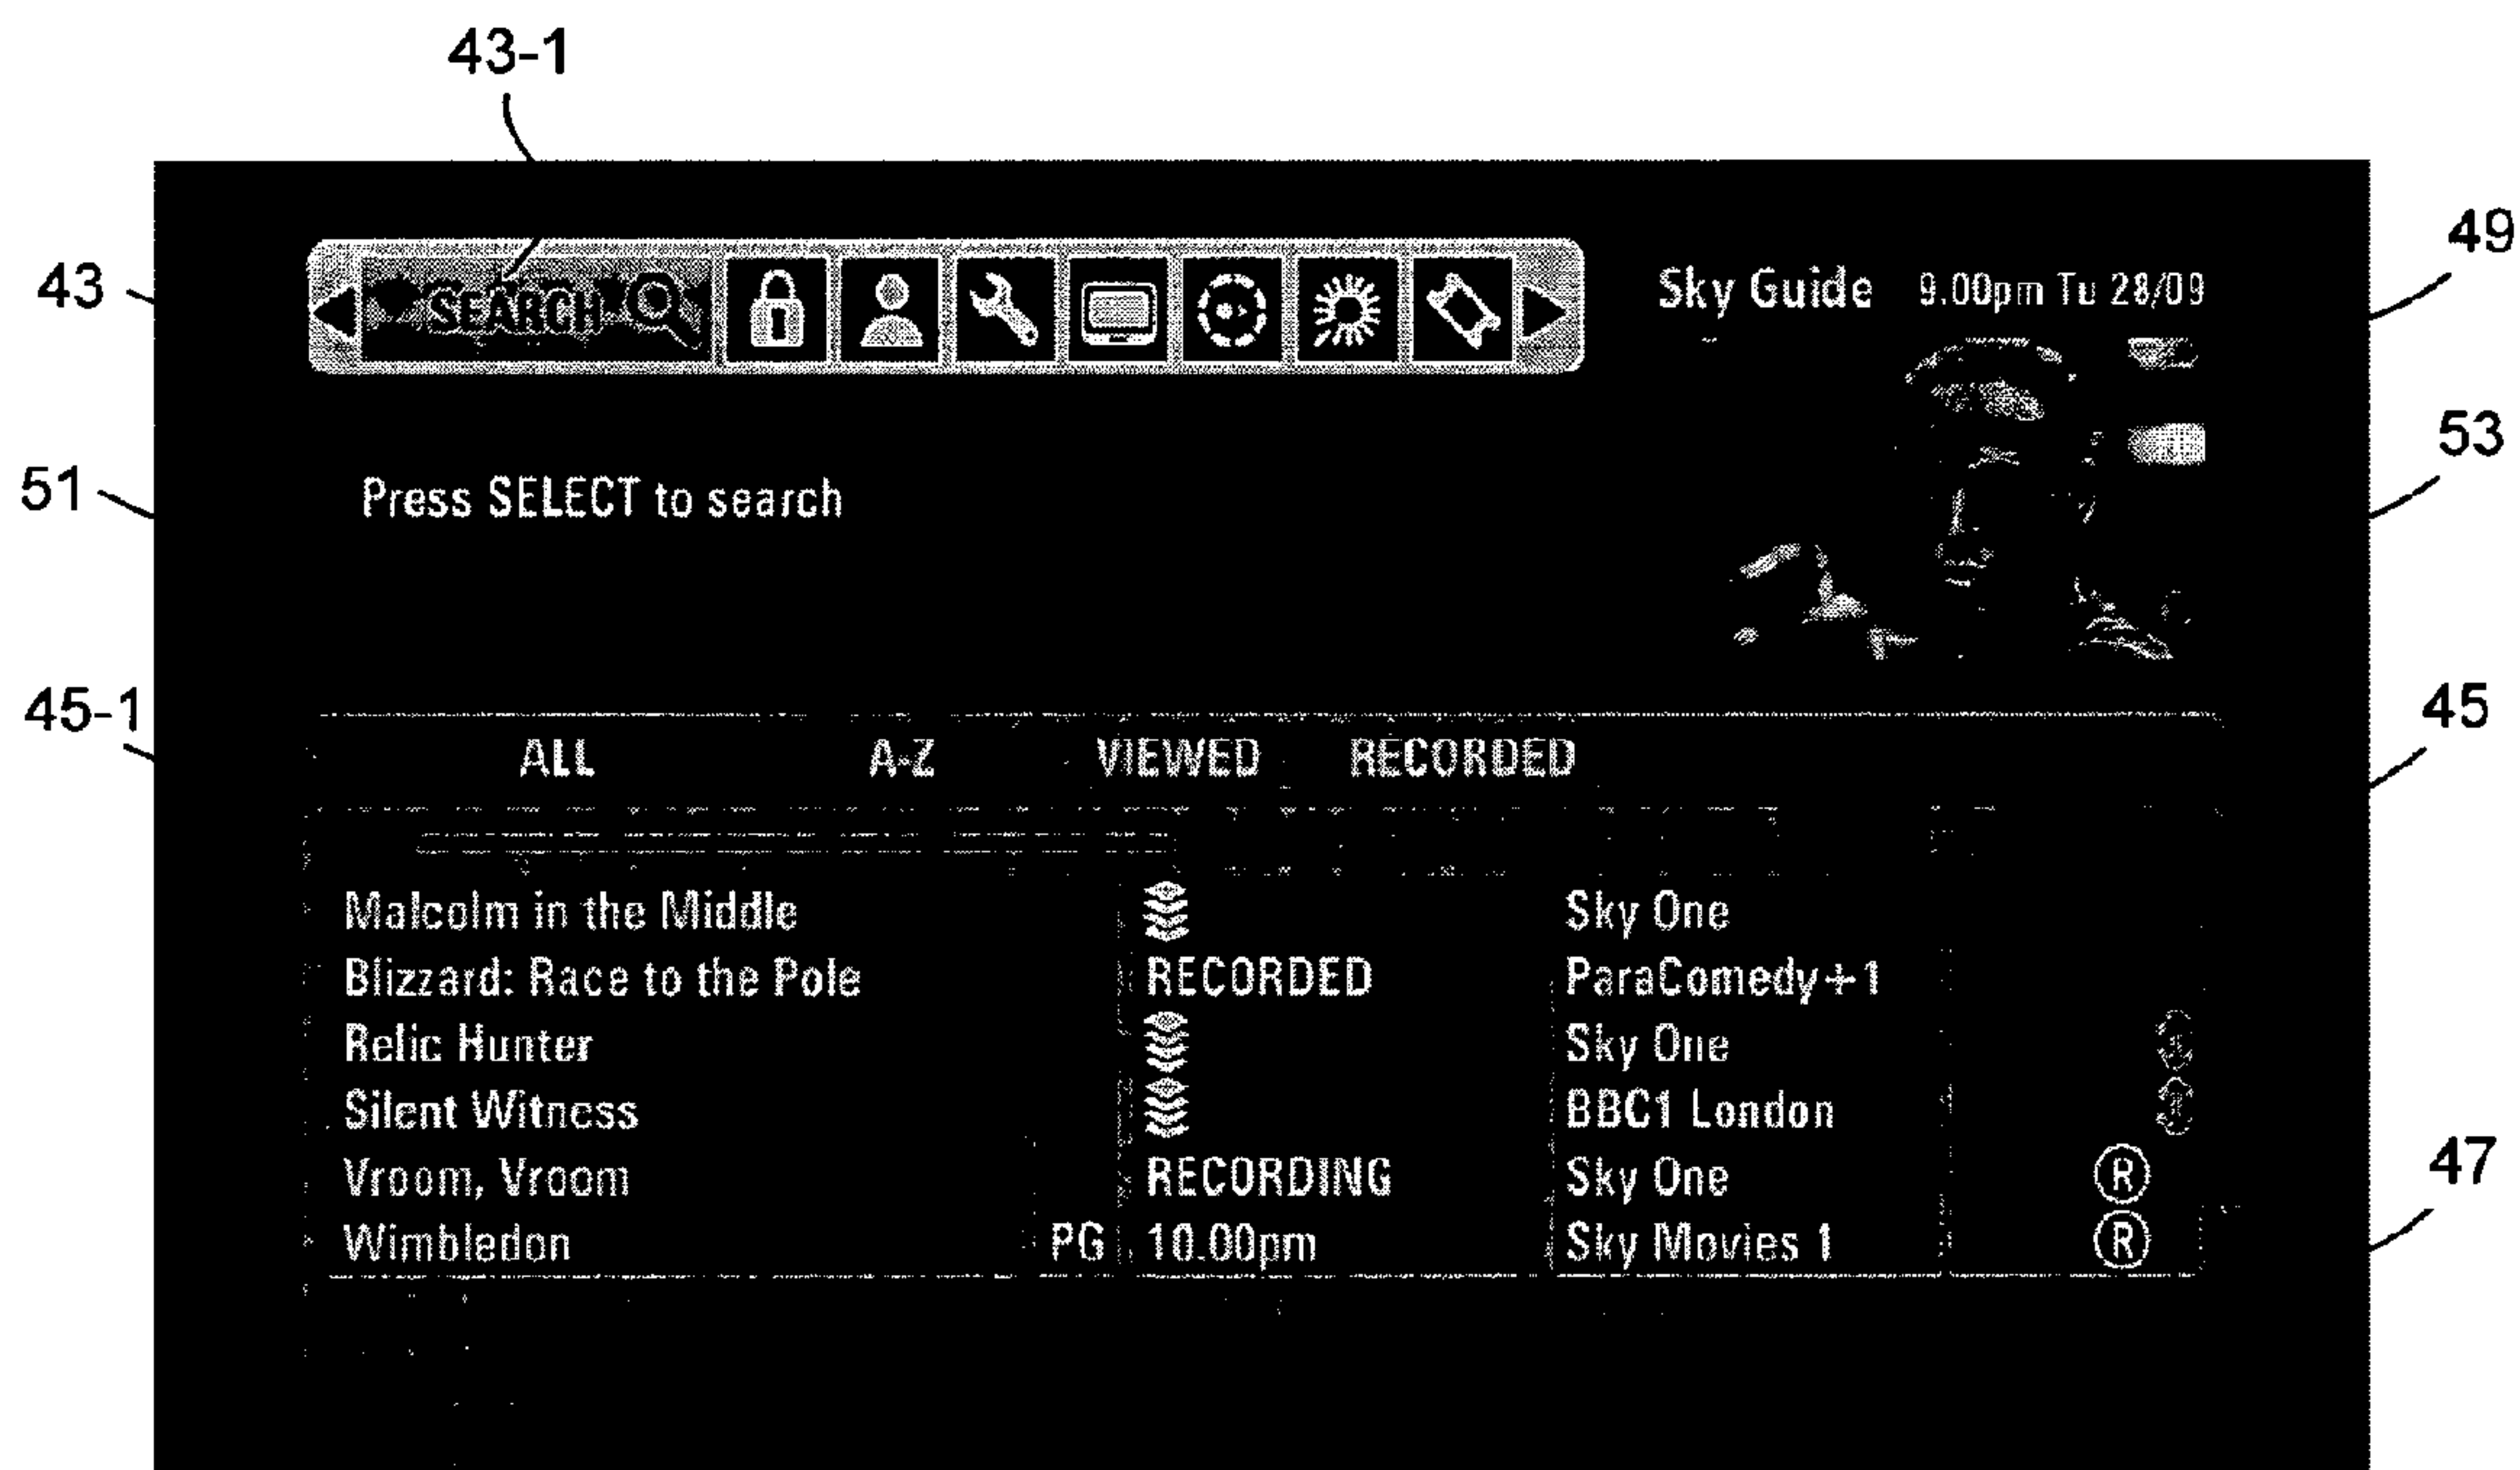 43-1
43
SEARCH
Sky Guide 9.00pm Tu 28/09
49
51
Press SELECT to search
53
45-1
45
ALL A-Z VIEWED RECORDED
Malcolm in the Middle Sky One
Blizzard: Race to the Pole RECORDED ParaComedy+1
Relic Hunter Sky One
Silent Witness BBC1 London
Vroom, Vroom RECORDING Sky One R
47
Wimbledon PG 10.00pm Sky Movies 1 R